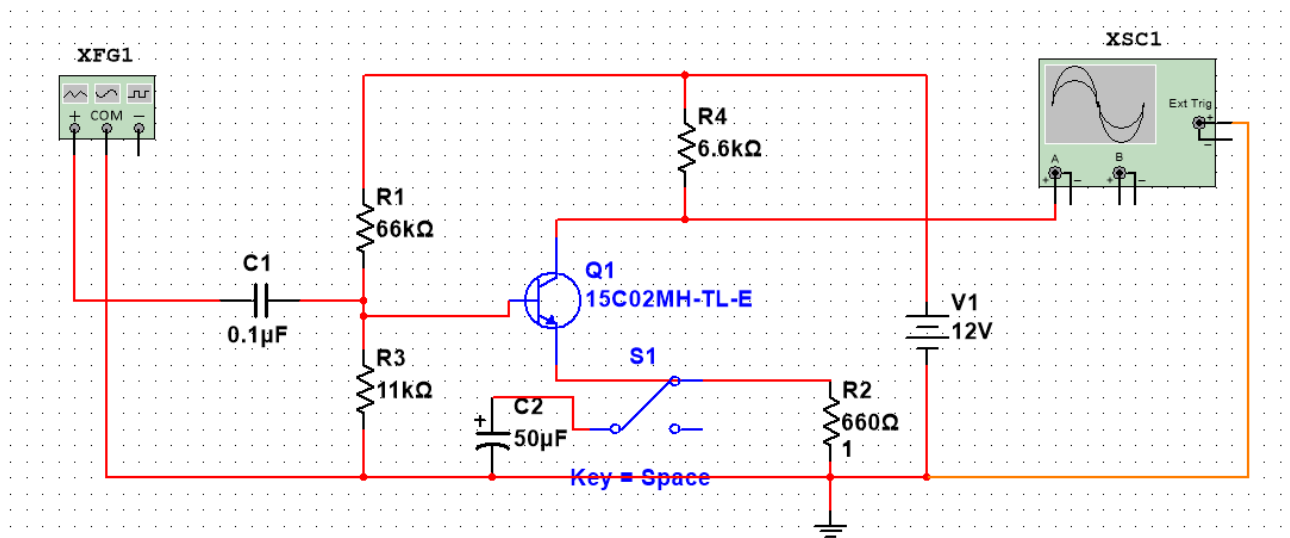 XFG1
+ COM −
XSC1
Ext Trig
+
−
A
B
+ −
+ −
R4
6.6kΩ
R1
66kΩ
C1
0.1µF
Q1
15C02MH-TL-E
V1
12V
S1
R3
11kΩ
R2
660Ω
1
+
C2
50µF
Key = Space